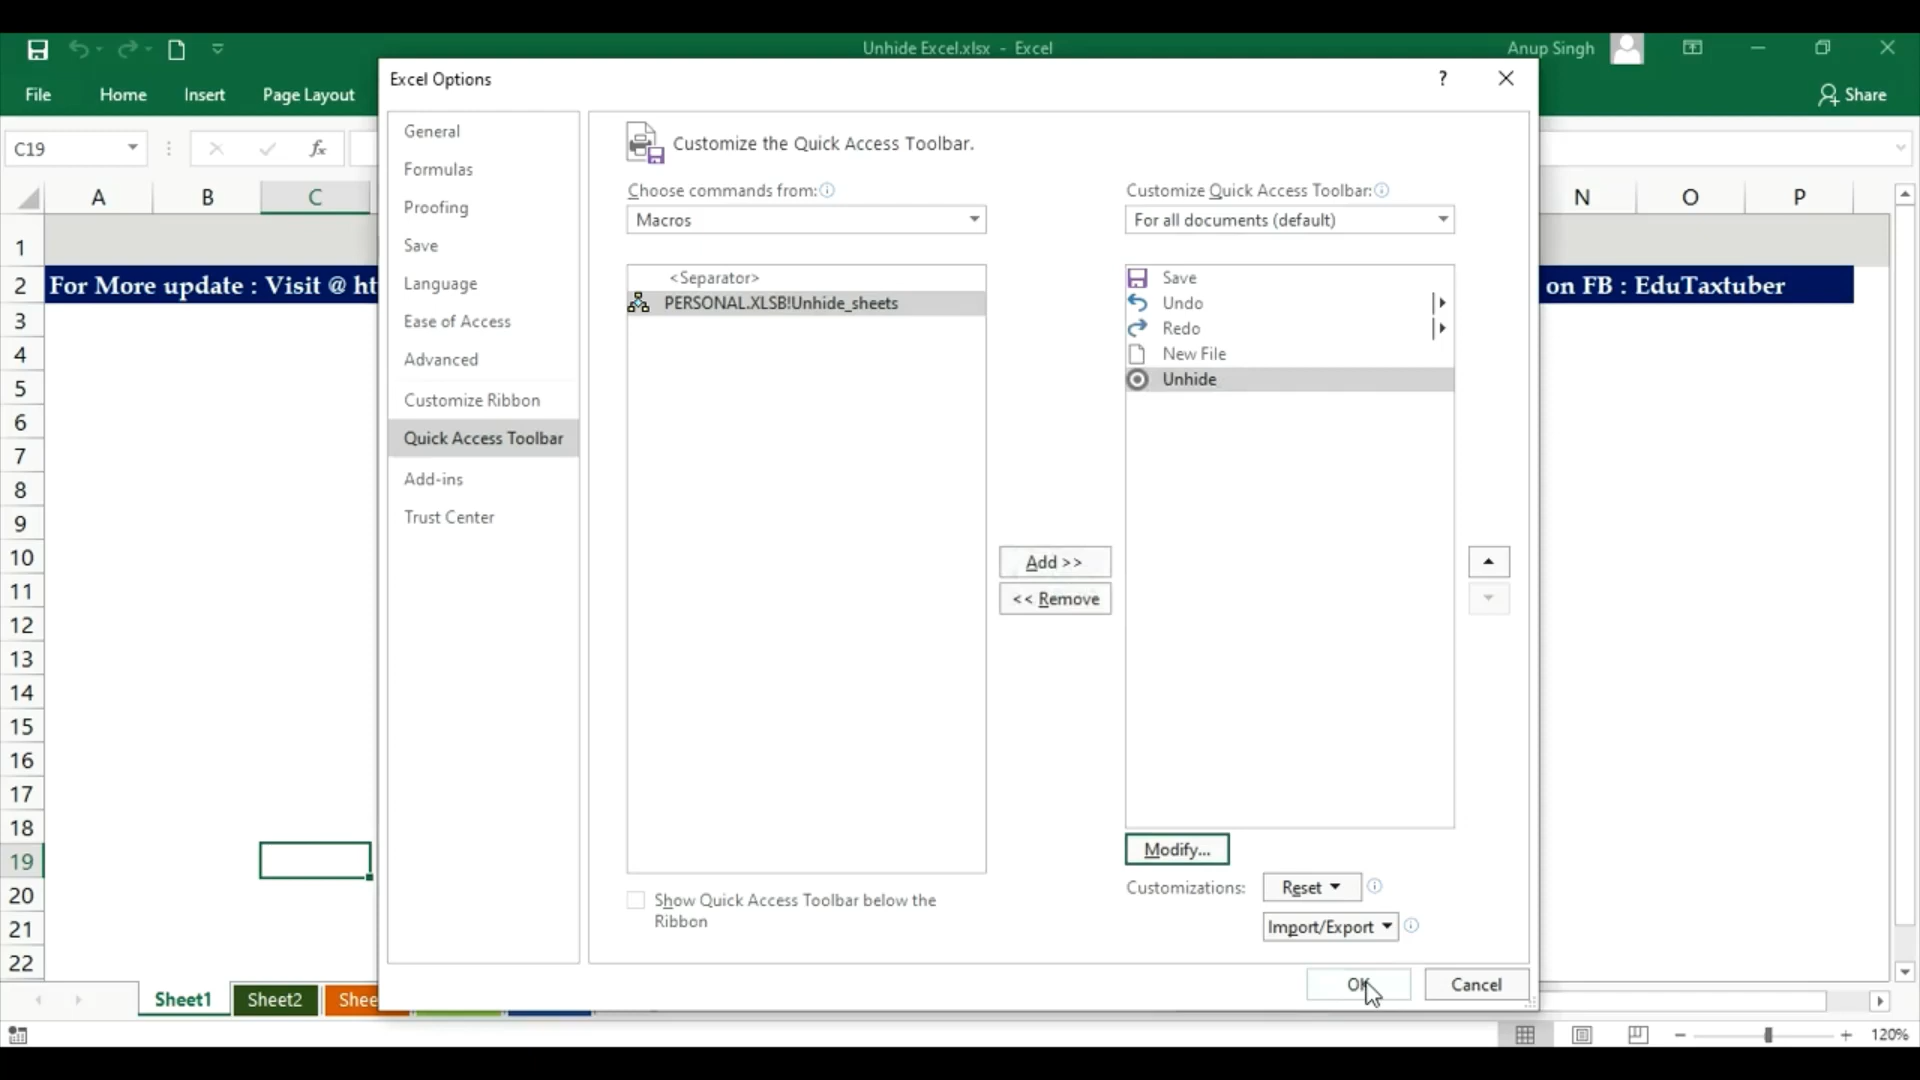 Unhide Excel.xlsx - Excel
Anup Singh
File Home Insert Page Layout
Share
Excel Options
?
C19
fx
General
Formulas
Proofing
Save
Language
Ease of Access
Advanced
Customize Ribbon
Quick Access Toolbar
Add-ins
Trust Center
Customize the Quick Access Toolbar.
Choose commands from:
Macros
<Separator>
PERSONAL.XLSB!Unhide_sheets
Add >>
<< Remove
Customize Quick Access Toolbar:
For all documents (default)
Save
Undo
Redo
New File
Unhide
Modify...
Customizations: Reset
Import/Export
Show Quick Access Toolbar below the
Ribbon
OK Cancel
A B C N O P
1
2 For More update : Visit @ ht on FB : EduTaxtuber
3
4
5
6
7
8
9
10
11
12
13
14
15
16
17
18
19
20
21
22
Sheet1 Sheet2 Shee
120%